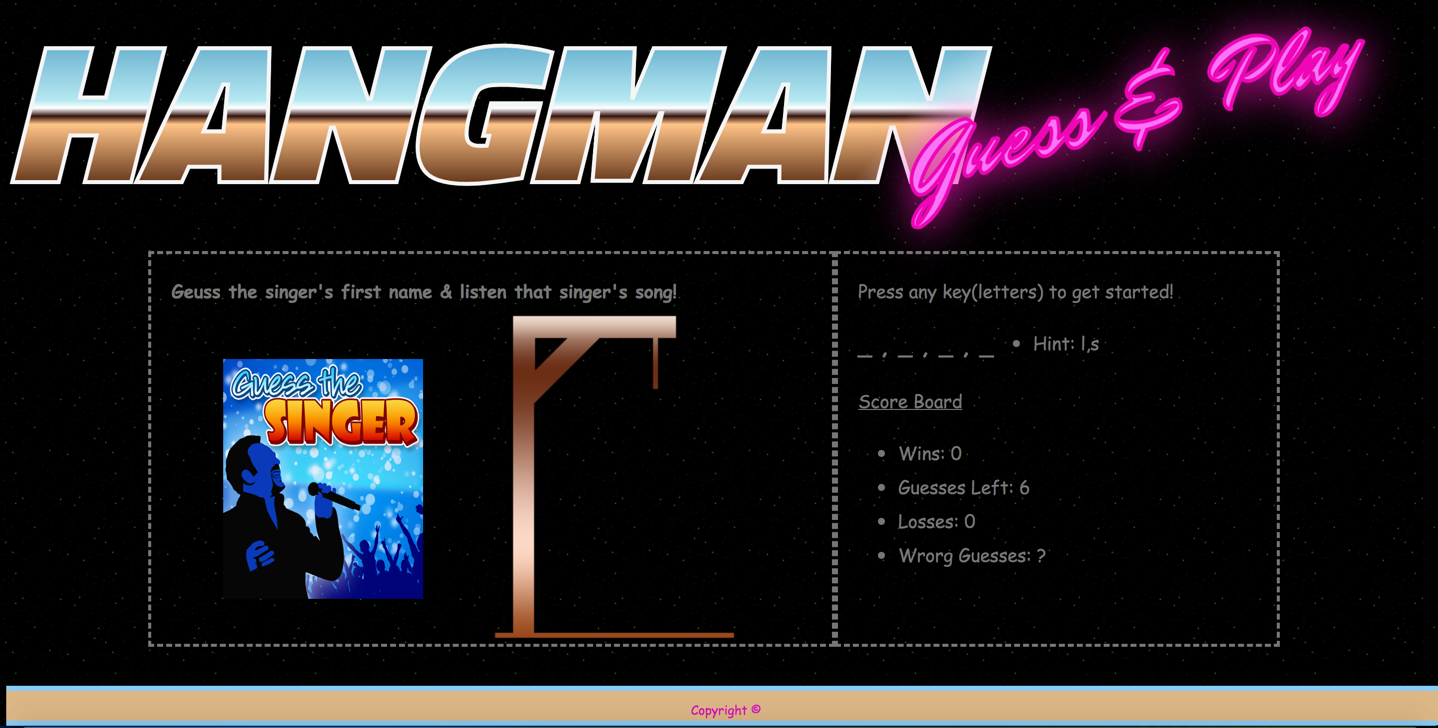 HANGMAN
Guess & Play
Geuss the singer's first name & listen that singer's song!
Guess the
SINGER
Press any key(letters) to get started!
_ , _ , _ , _
Hint: l,s
Score Board
Wins: 0
Guesses Left: 6
Losses: 0
Wrorg Guesses: ?
Copyright ©